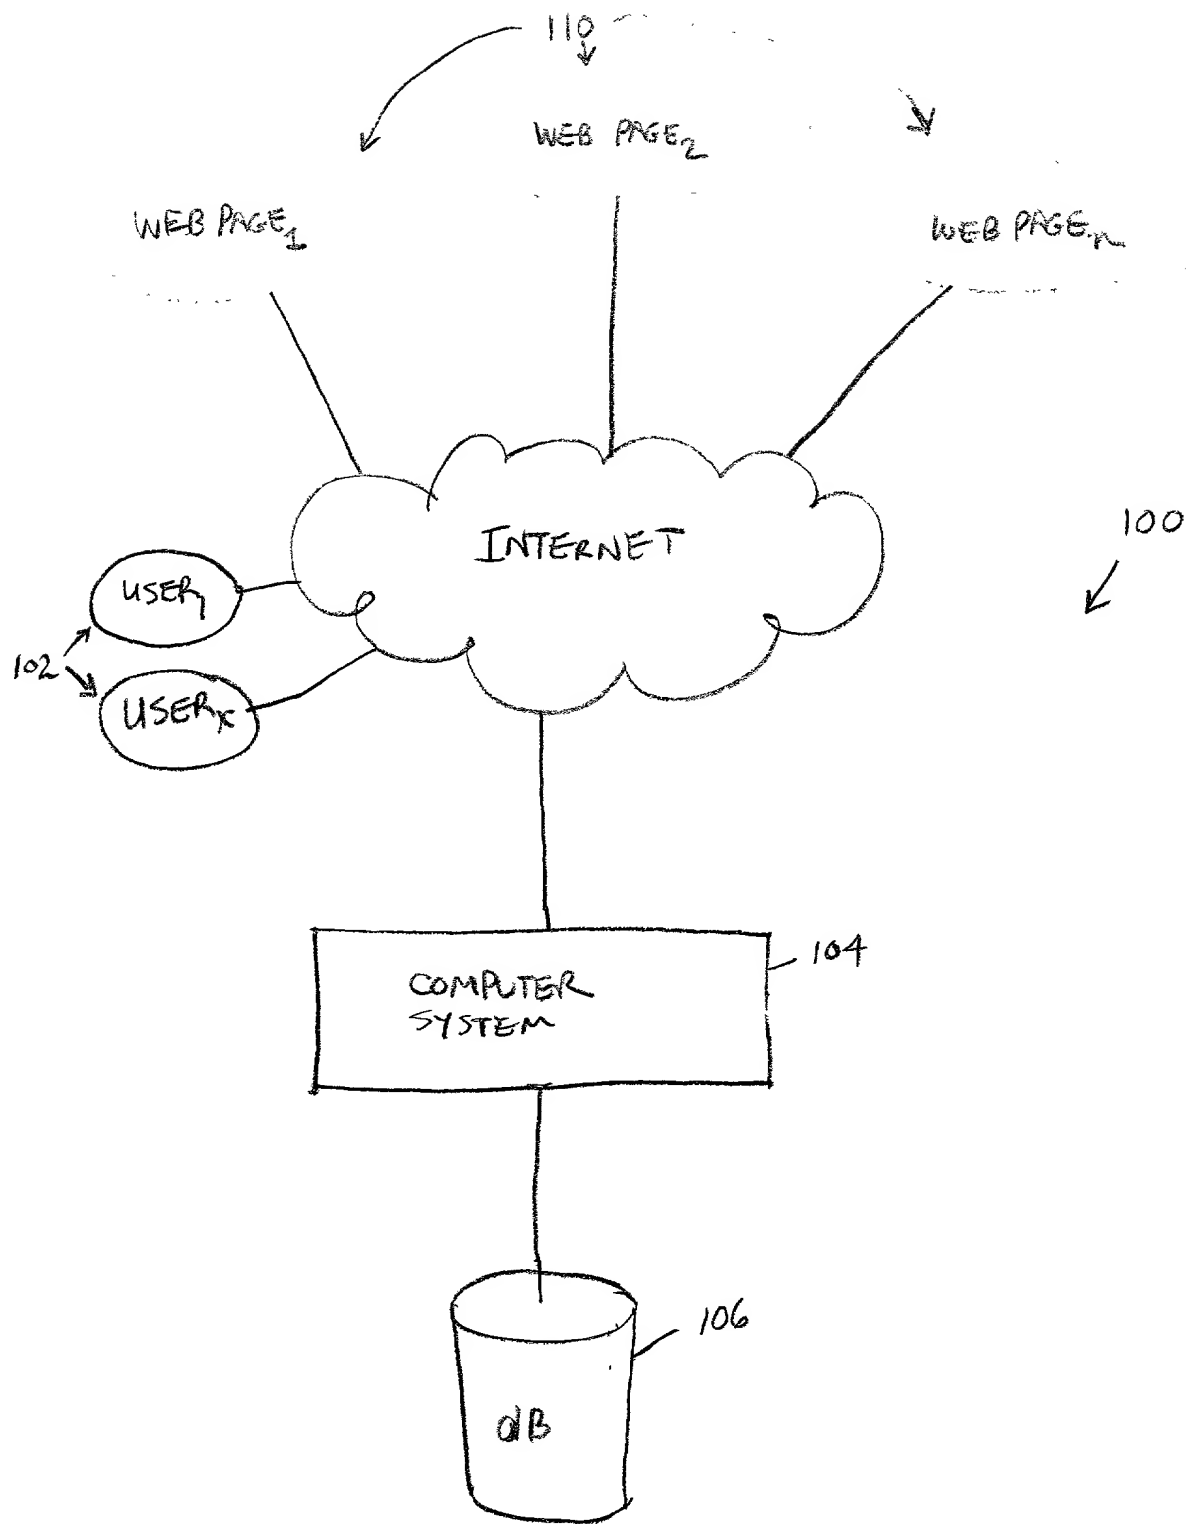 110
WEB PAGE2
WEB PAGE1
WEB PAGEn
INTERNET
100
USER1
102
USERx
COMPUTER
SYSTEM
104
106
dB